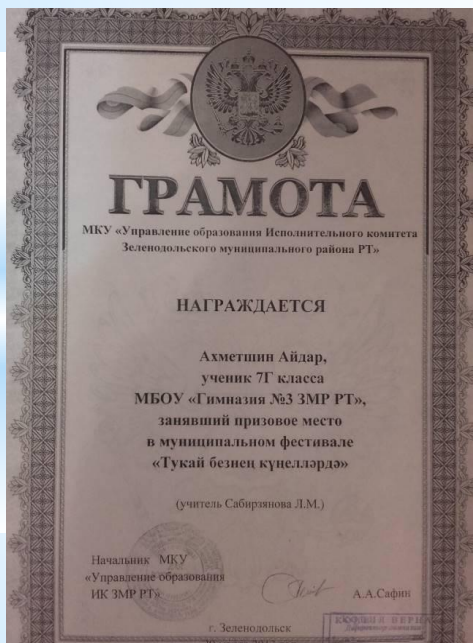 ГРАМОТА
МКУ «Управление образования Исполнительного комитета
Зеленодольского муниципального района РТ»
НАГРАЖДАЕТСЯ
Ахметшин Айдар,
ученик 7Г класса
МБОУ «Гимназия №3 ЗМР РТ»,
занявший призовое место
в муниципальном фестивале
«Тукай безнең күңелләрдә»
(учитель Сабирзянова Л.М.)
Начальник МКУ
«Управление образования
ИК ЗМР РТ»
А.А.Сафин
г. Зеленодольск
КОПИЯ ВЕРНА